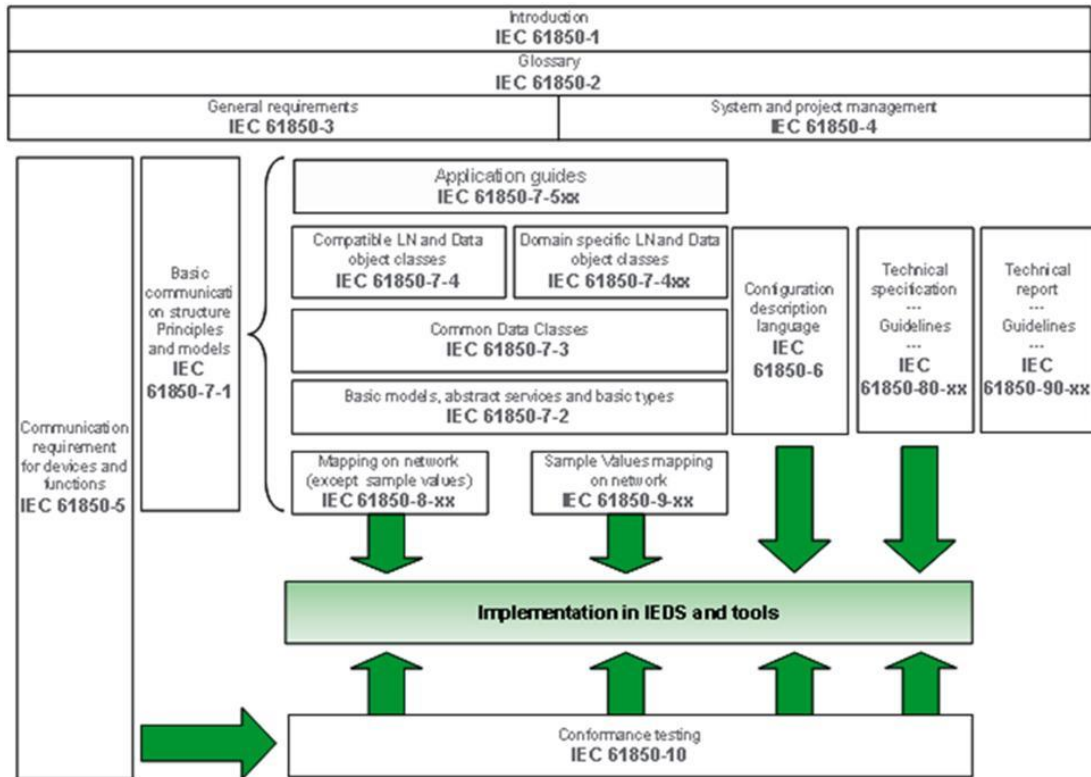 Introduction
IEC 61850-1
Glossary
IEC 61850-2
General requirements
IEC 61850-3
System and project management
IEC 61850-4
Communication
requirement
for devices and
functions
IEC 61850-5
Basic
communicati
on structure
Principles
and models
IEC
61850-7-1
Application guides
IEC 61850-7-5xx
Compatible LN and Data
object classes
IEC 61850-7-4
Domain specific LN and Data
object classes
IEC 61850-7-4xx
Common Data Classes
IEC 61850-7-3
Basic models, abstract services and basic types
IEC 61850-7-2
Mapping on network
(except sample values)
IEC 61850-8-xx
Sample Values mapping
on network
IEC 61850-9-xx
Configuration
description
language
IEC
61850-6
Technical
specification
---
Guidelines
---
IEC
61850-80-xx
Technical
report
---
Guidelines
---
IEC
61850-90-xx
Implementation in IEDS and tools
Conformance testing
IEC 61850-10